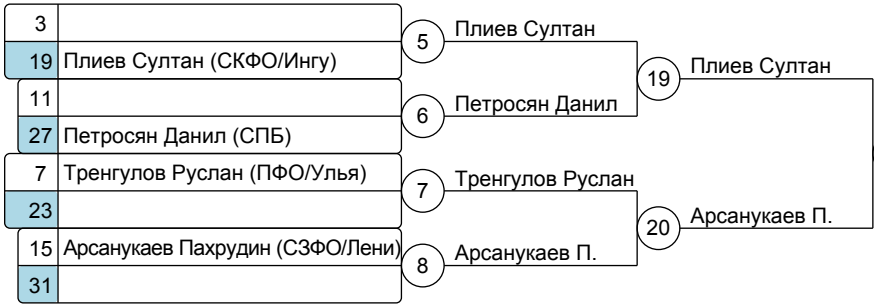 3
19 Плиев Султан (СКФО/Ингу)
5
Плиев Султан
11
27 Петросян Данил (СПБ)
6
Петросян Данил
19
Плиев Султан
7 Тренгулов Руслан (ПФО/Улья)
23
7
Тренгулов Руслан
15 Арсанукаев Пахрудин (СЗФО/Лени)
31
8
Арсанукаев П.
20
Арсанукаев П.